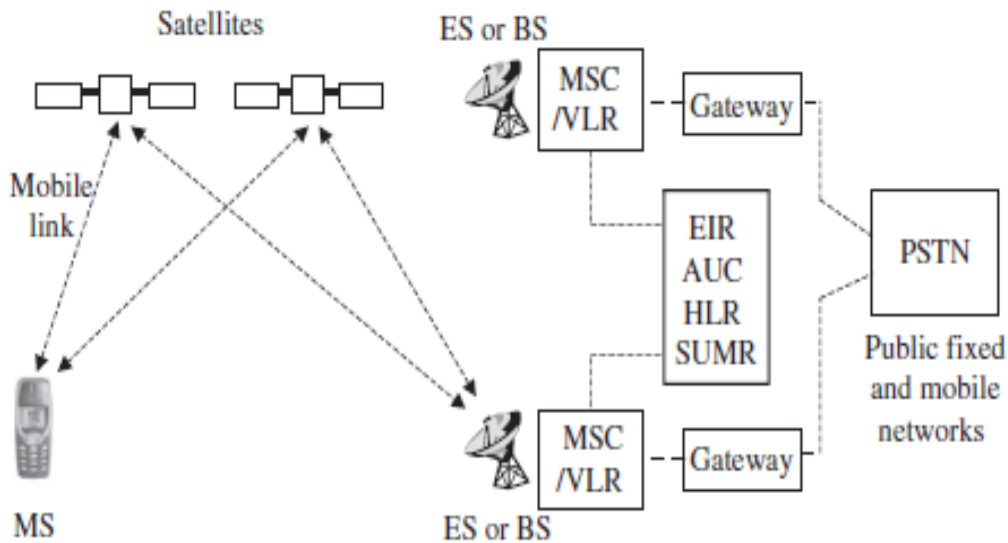 Satellites
ES or BS
MSC
/VLR
Gateway
Mobile
link
EIR
AUC
HLR
SUMR
PSTN
Public fixed
and mobile
networks
MSC
/VLR
Gateway
MS
ES or BS